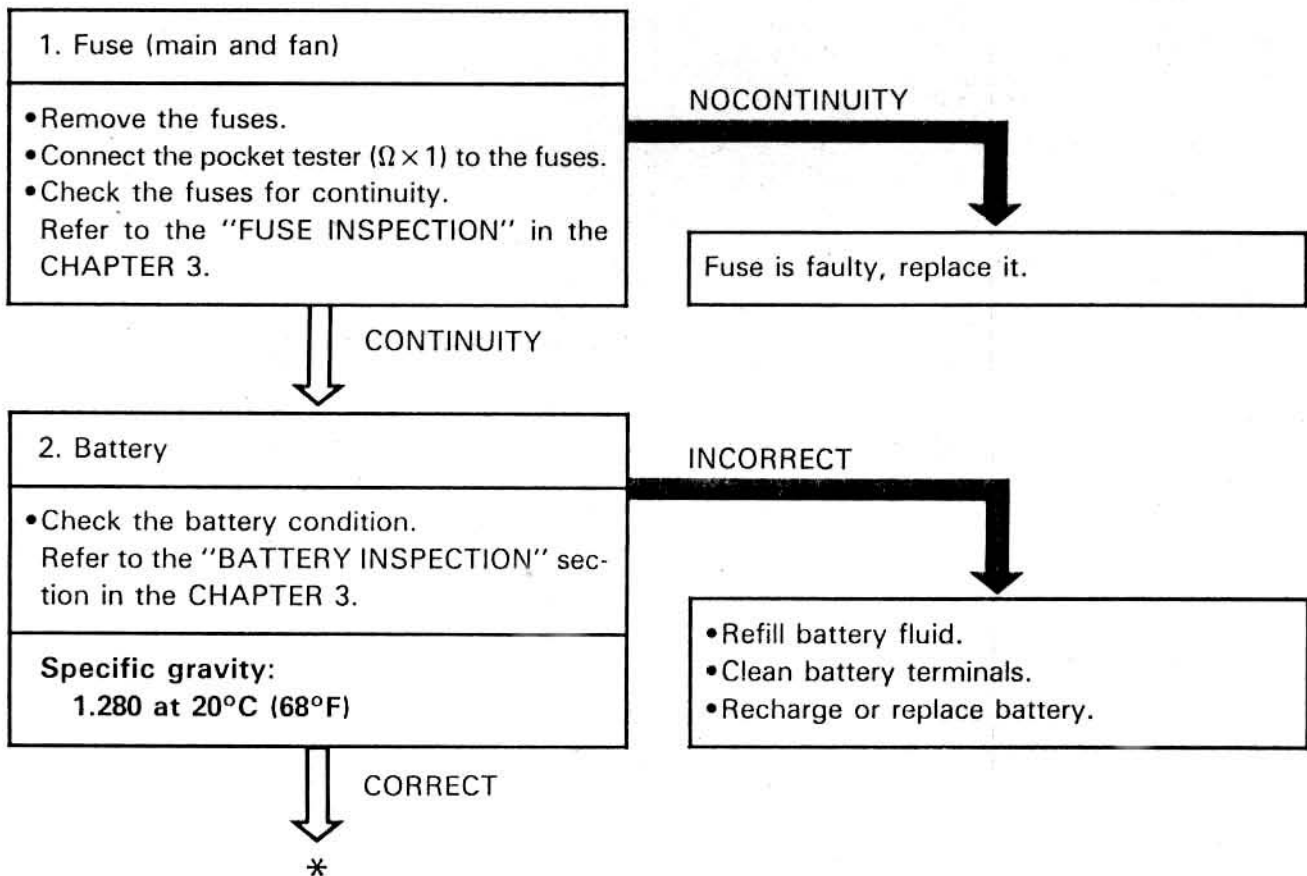 1. Fuse (main and fan)
•Remove the fuses.
•Connect the pocket tester (Ω×1) to the fuses.
•Check the fuses for continuity.
Refer to the "FUSE INSPECTION" in the
CHAPTER 3.
NOCONTINUITY
Fuse is faulty, replace it.
CONTINUITY
2. Battery
•Check the battery condition.
Refer to the "BATTERY INSPECTION" sec-
tion in the CHAPTER 3.
Specific gravity:
1.280 at 20°C (68°F)
INCORRECT
•Refill battery fluid.
•Clean battery terminals.
•Recharge or replace battery.
CORRECT
*